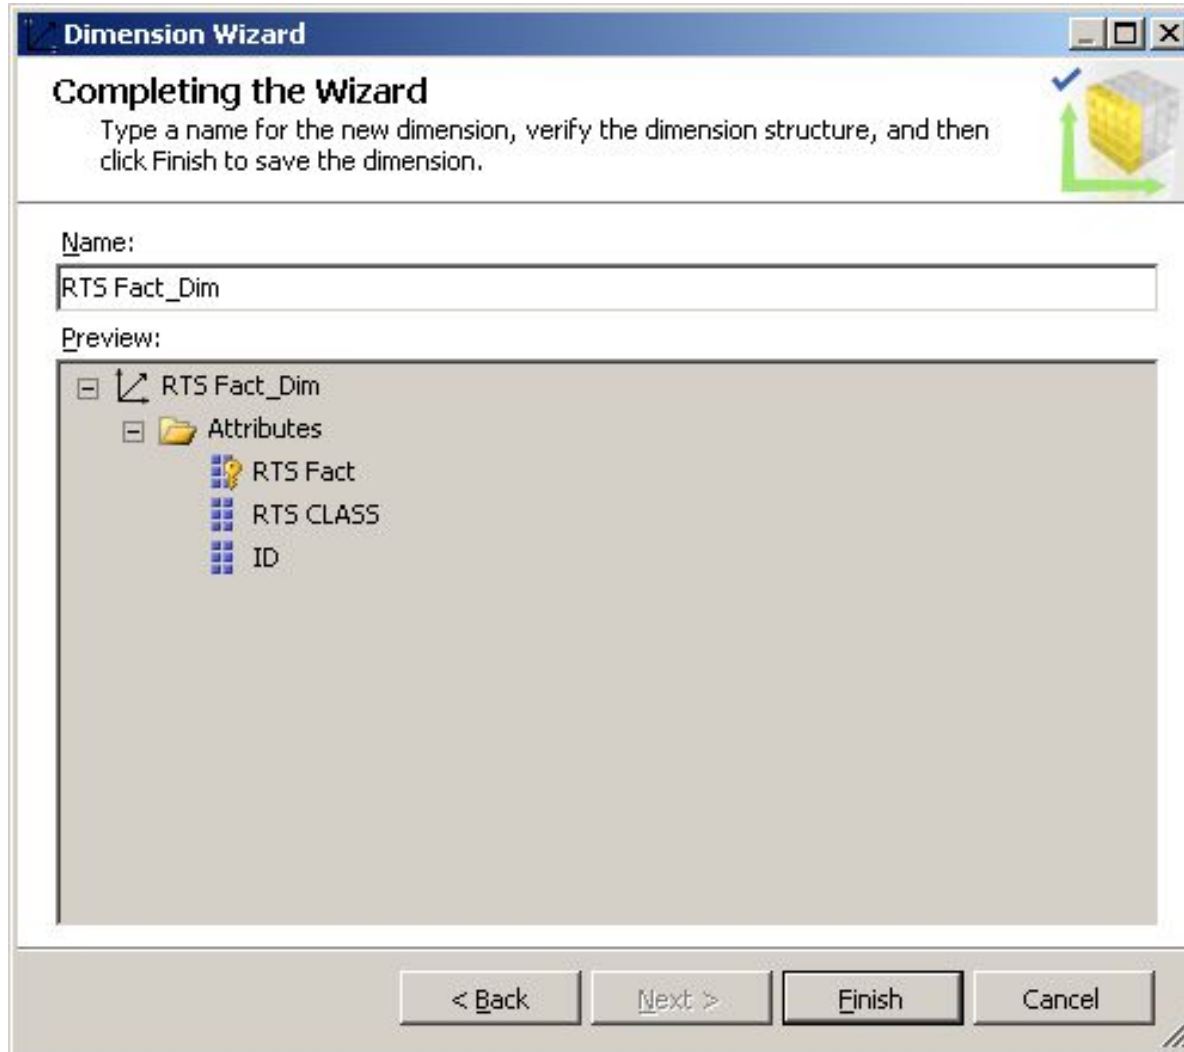 Dimension Wizard
Completing the Wizard
Type a name for the new dimension, verify the dimension structure, and then
click Finish to save the dimension.
Name:
RTS Fact_Dim
Preview:
RTS Fact_Dim
Attributes
RTS Fact
RTS CLASS
ID
< Back Next > Finish Cancel